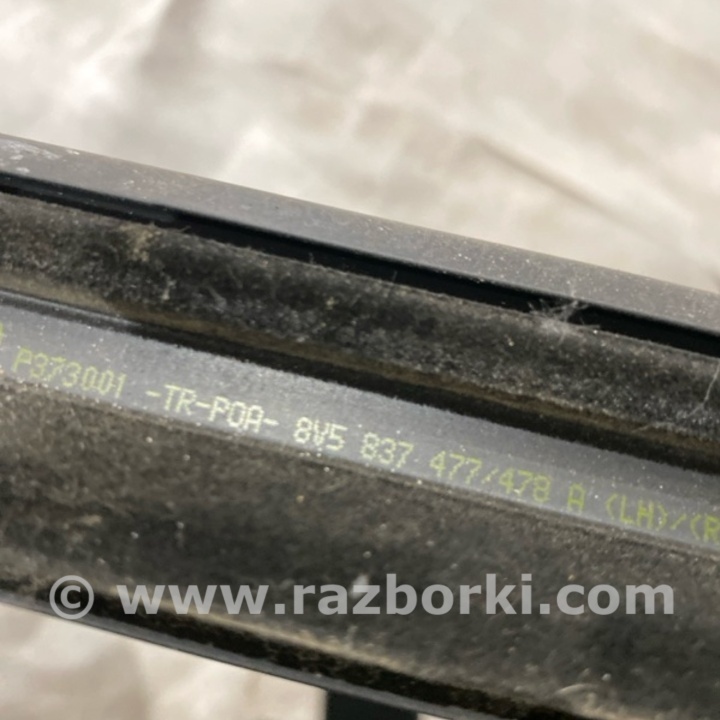 P373001 -TR-POA- 8V5 837 477/478 A (LH)/(R
© www.razborki.com